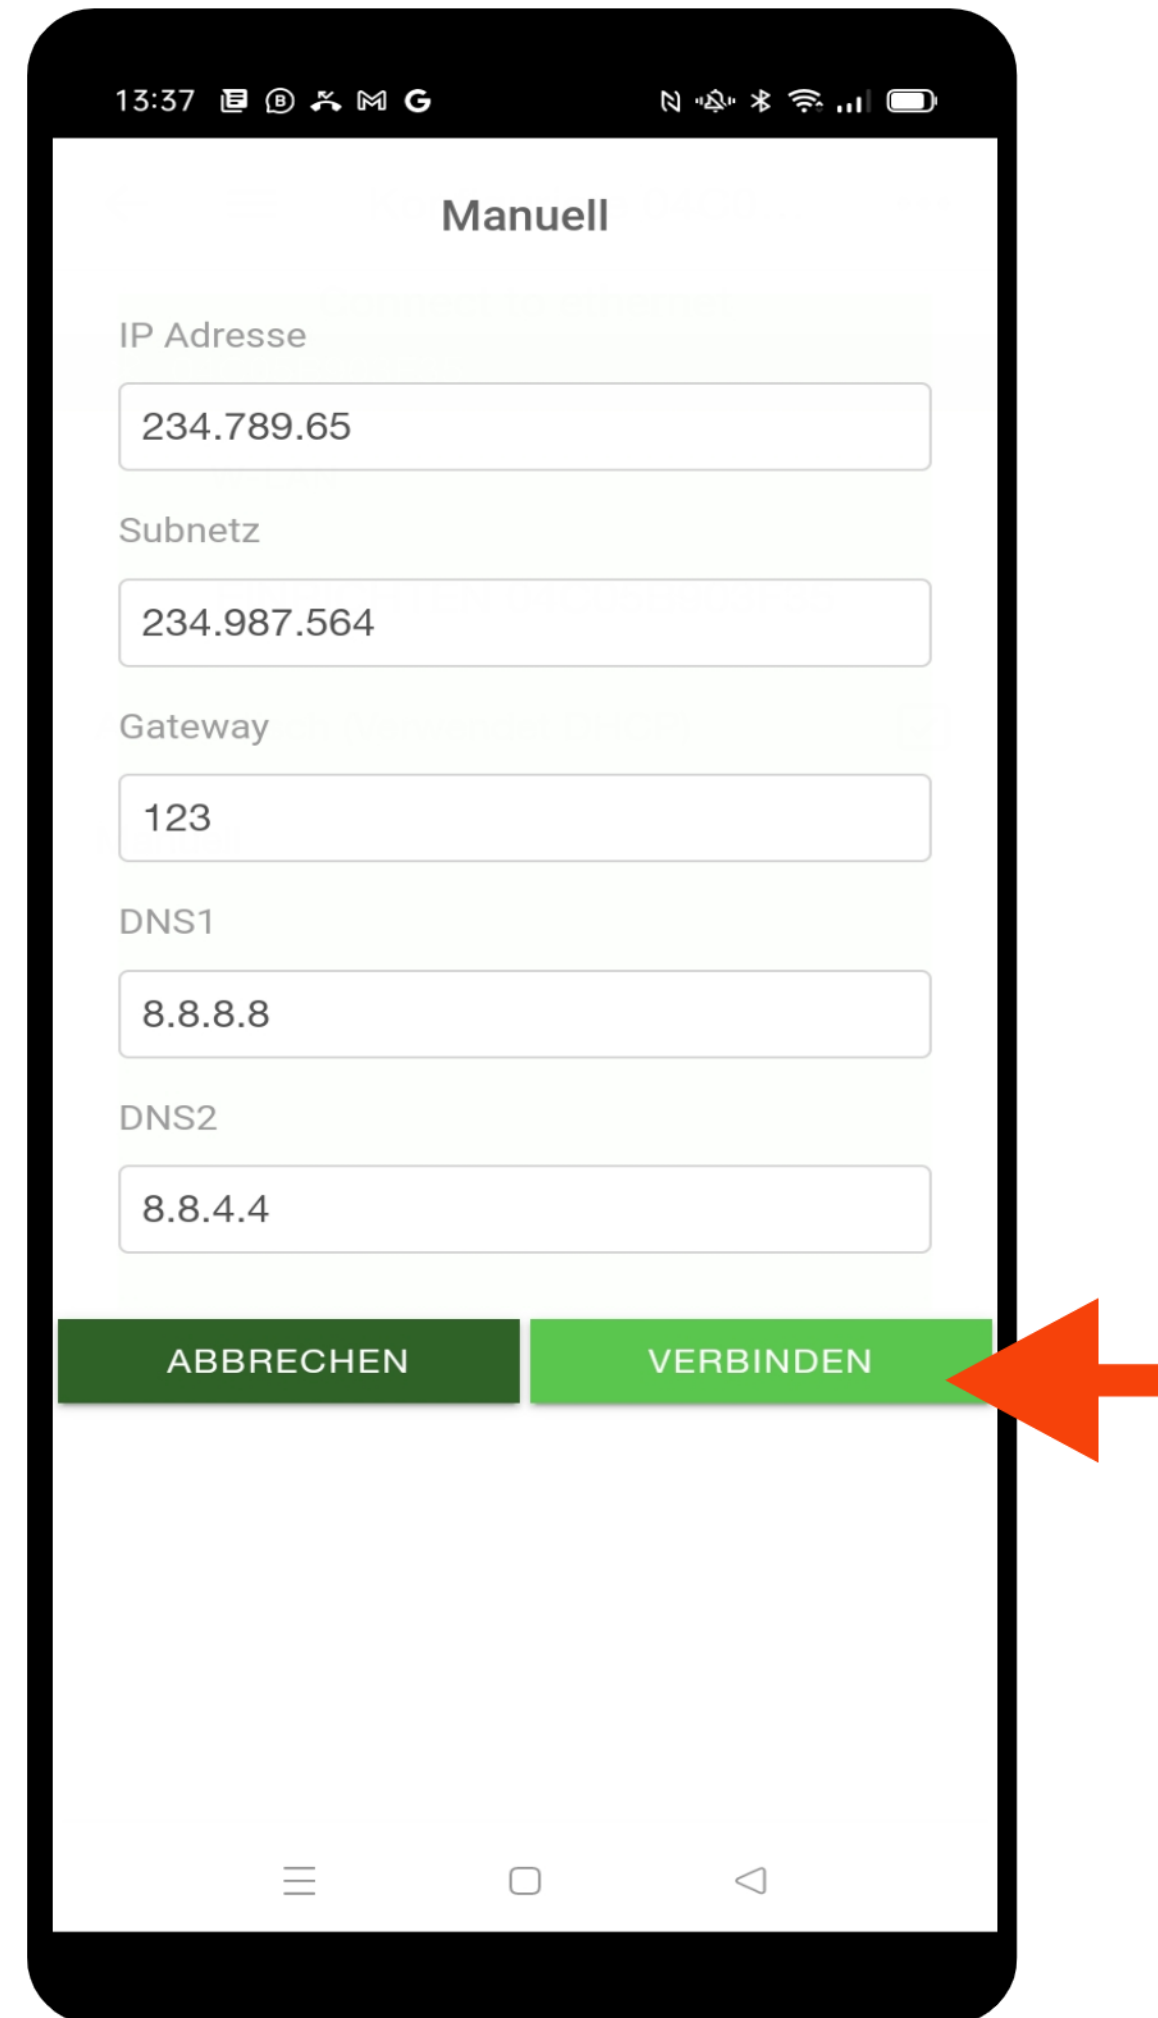 13:37
Manuell
IP Adresse
234.789.65
Subnetz
234.987.564
Gateway
123
DNS1
8.8.8.8
DNS2
8.8.4.4
ABBRECHEN VERBINDEN